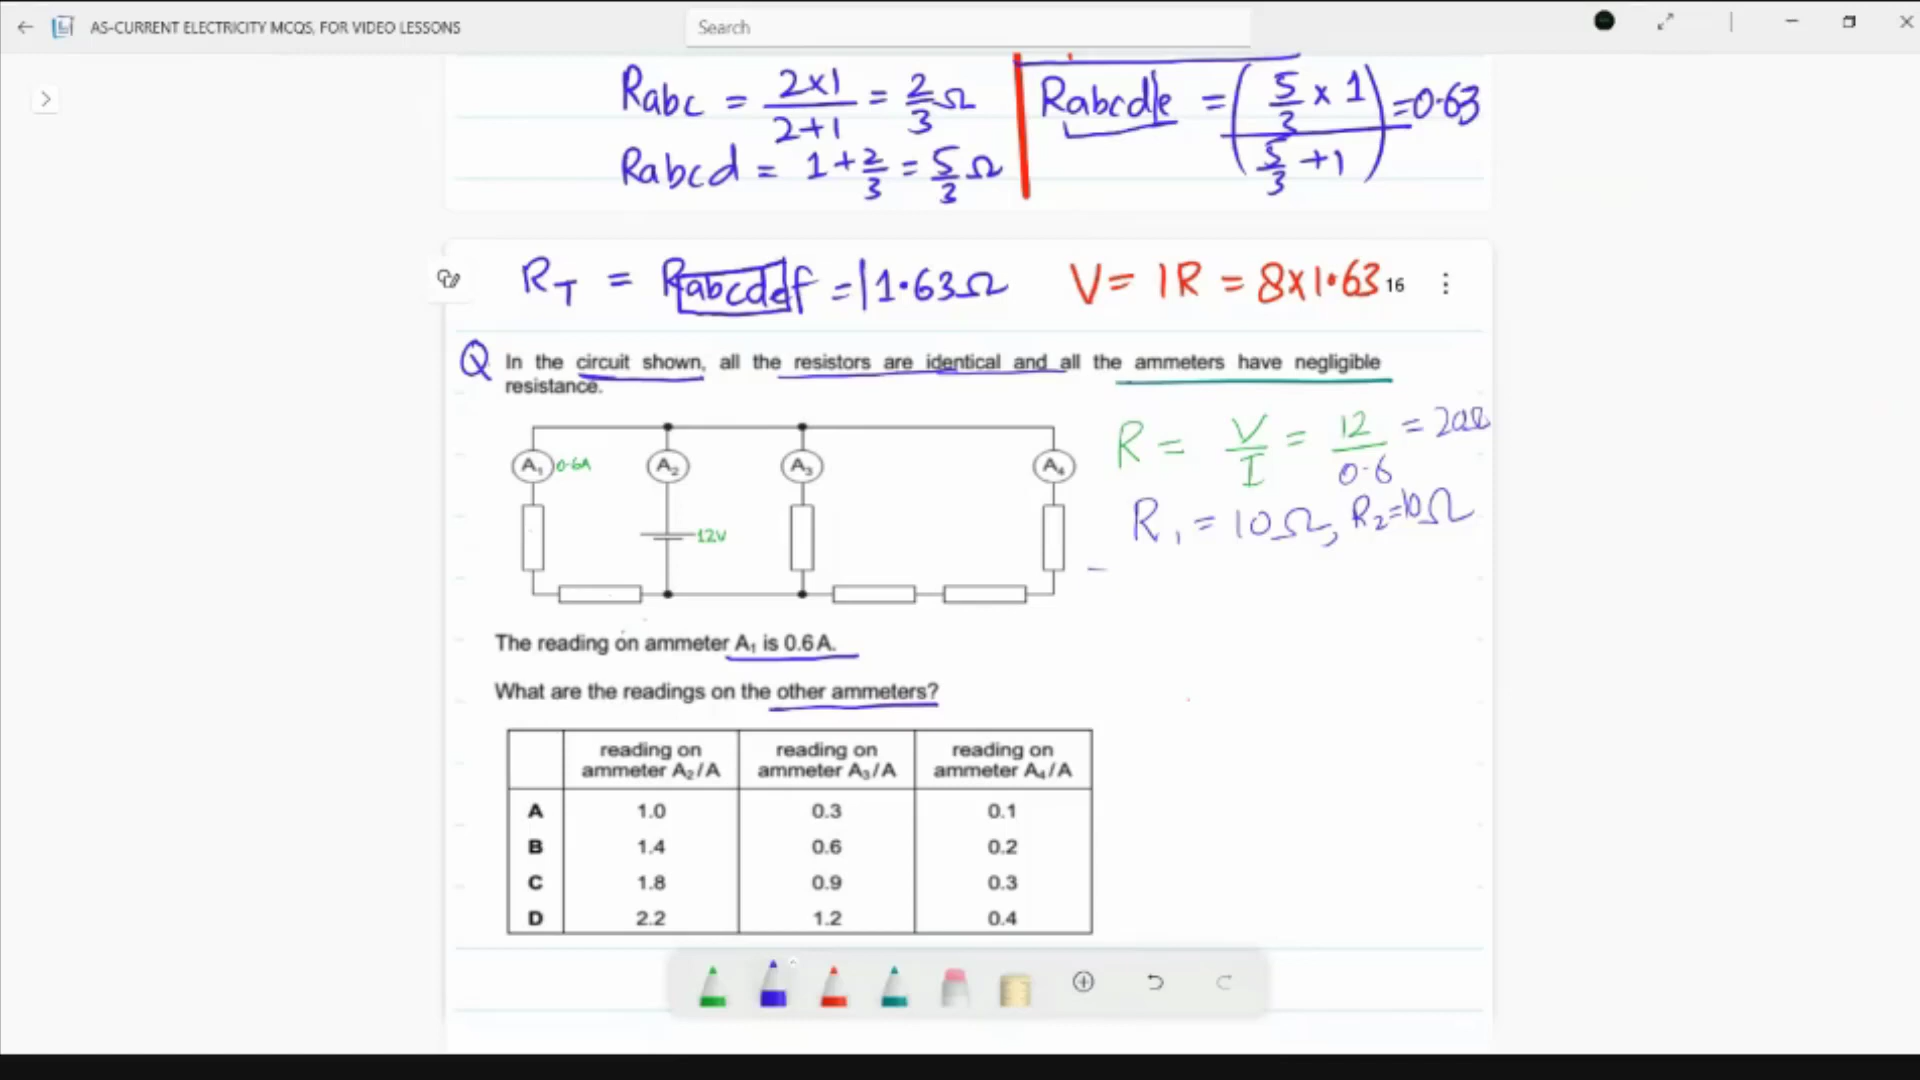 AS-CURRENT ELECTRICITY MCQS, FOR VIDEO LESSONS
Search
Rabc = 2×1/2+1 = 2/3 Ω
Rabcd = 1 + 2/3 = 5/3 Ω
Rabcd|e = (5/3 × 1)/(5/3 + 1) = 0.63
RT = Rabcdef = 1.63Ω
V = IR = 8×1.63
16
Q In the circuit shown, all the resistors are identical and all the ammeters have negligible
resistance.
A1 0.6A
A2
A3
A4
12V
R = V/I = 12/0.6 = 20Ω
R1 = 10Ω, R2=10Ω
The reading on ammeter A1 is 0.6A.
What are the readings on the other ammeters?
reading on ammeter A2/A reading on ammeter A3/A reading on ammeter A4/A
A 1.0 0.3 0.1
B 1.4 0.6 0.2
C 1.8 0.9 0.3
D 2.2 1.2 0.4